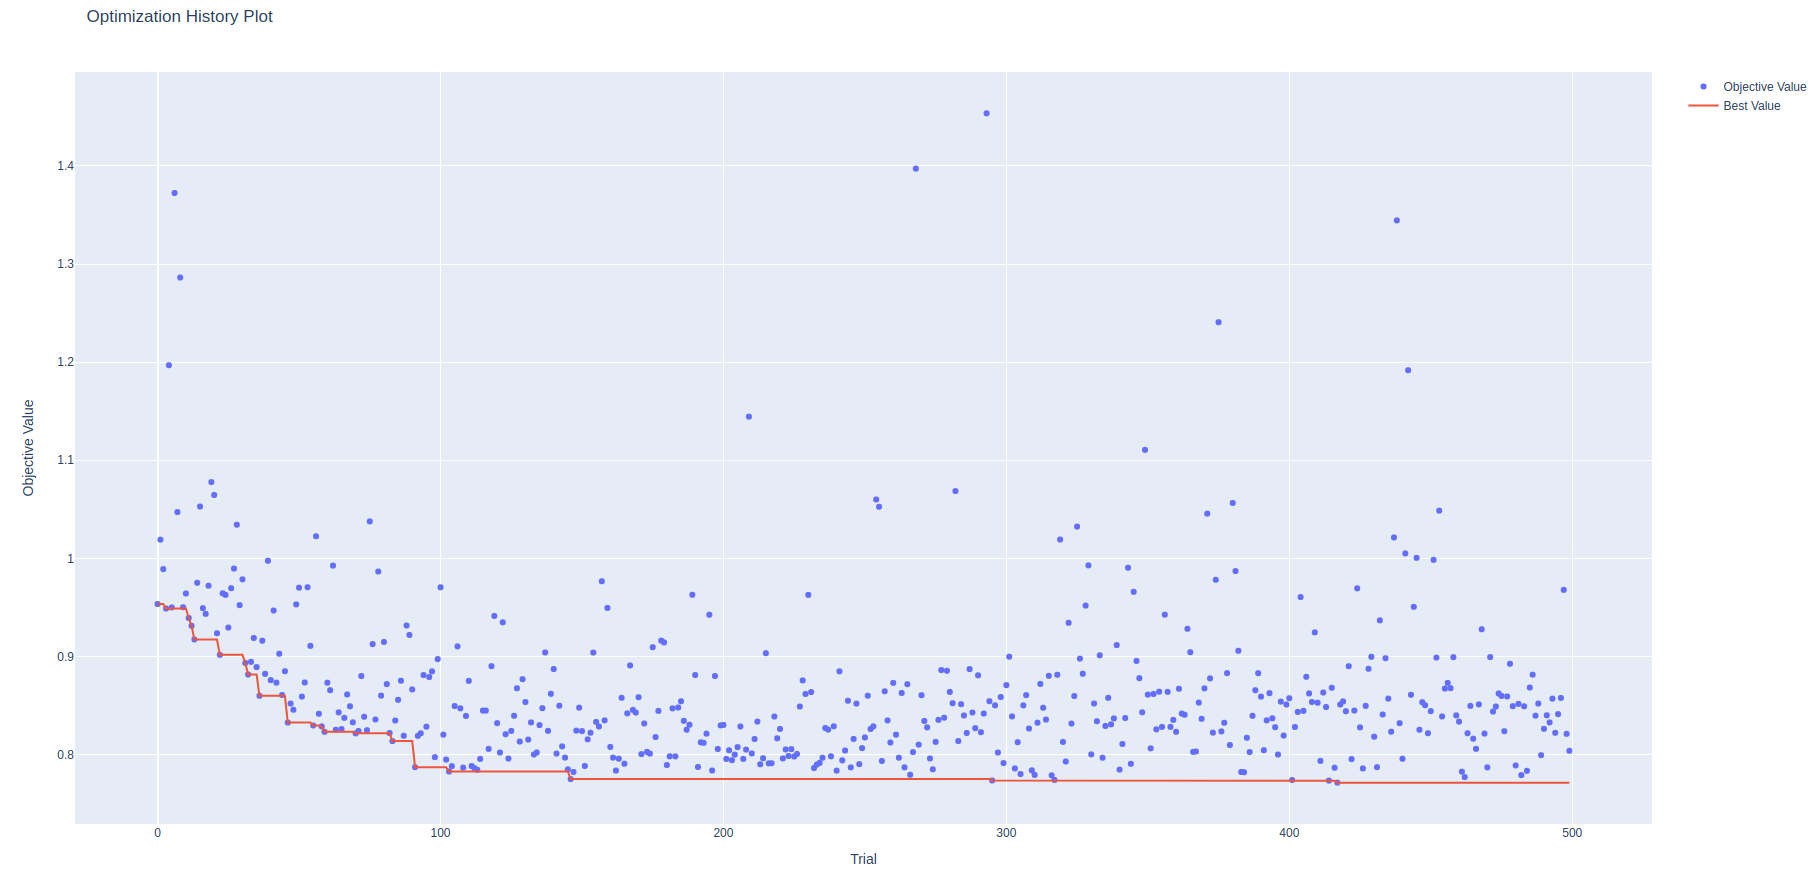 Optimization History Plot
Objective Value
Best Value
1.4
1.3
1.2
1.1
1
0.9
0.8
Objective Value
0
100
200
300
400
500
Trial